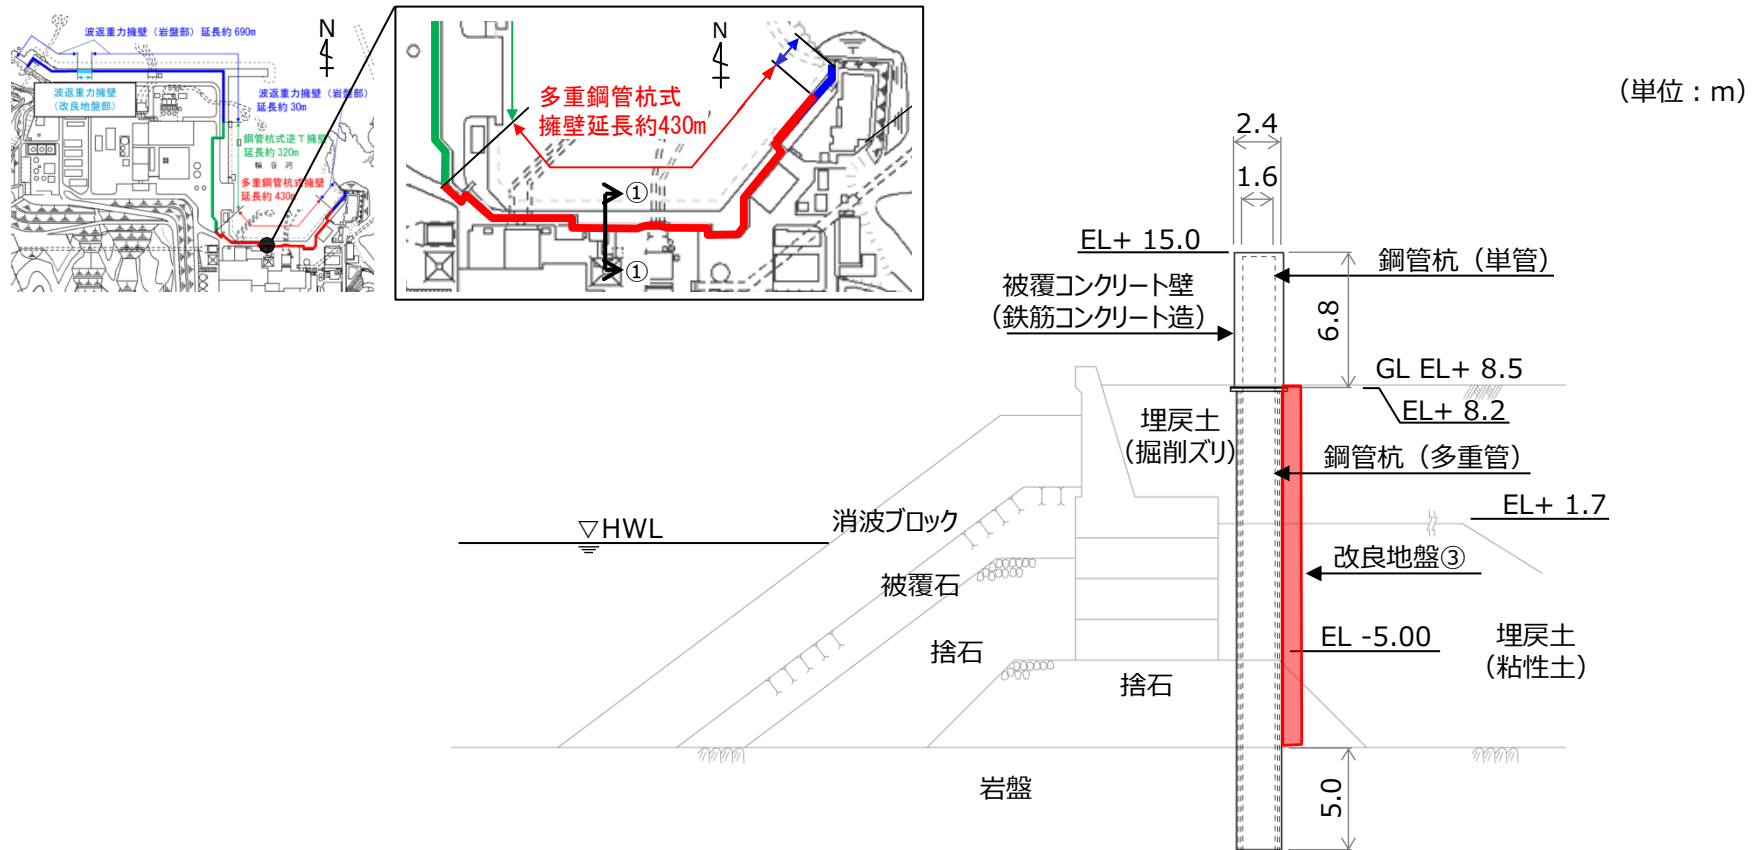 波返重力擁壁（岩盤部）延長約690m
N
波返重力擁壁
（改良地盤部）
波返重力擁壁（岩盤部）
延長約30m
鋼管杭式逆T擁壁
延長約320m
輪谷湾
多重鋼管杭式擁壁
延長約430m
N
多重鋼管杭式
擁壁延長約430m
①
①
（単位：m）
2.4
1.6
EL+ 15.0
鋼管杭（単管）
被覆コンクリート壁
（鉄筋コンクリート造）
6.8
GL EL+ 8.5
EL+ 8.2
埋戻土
（掘削ズリ）
鋼管杭（多重管）
EL+ 1.7
消波ブロック
▽HWL
改良地盤③
被覆石
EL -5.00
埋戻土
（粘性土）
捨石
捨石
岩盤
5.0